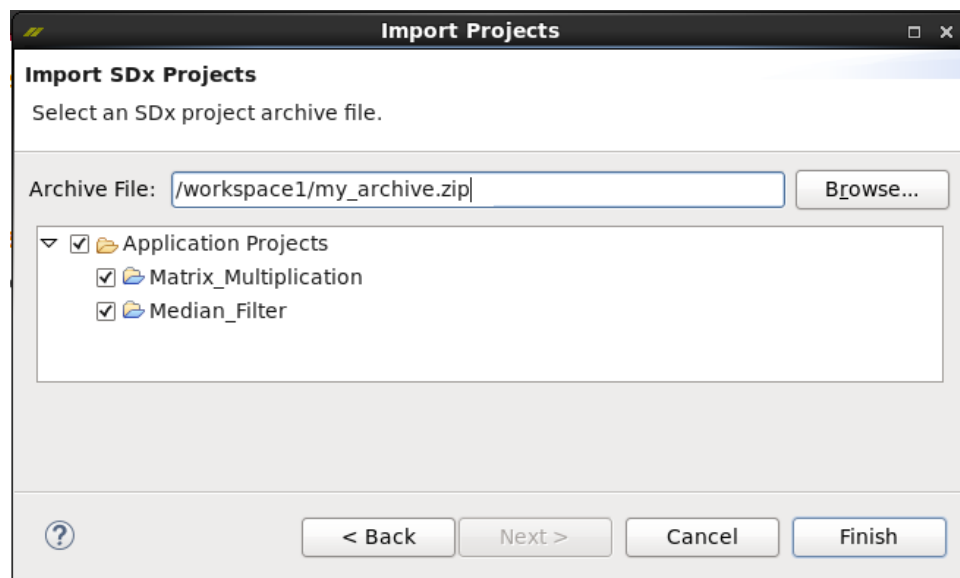 Import Projects
Import SDx Projects
Select an SDx project archive file.
Archive File: /workspace1/my_archive.zip Browse...
Application Projects
Matrix_Multiplication
Median_Filter
? < Back Next > Cancel Finish